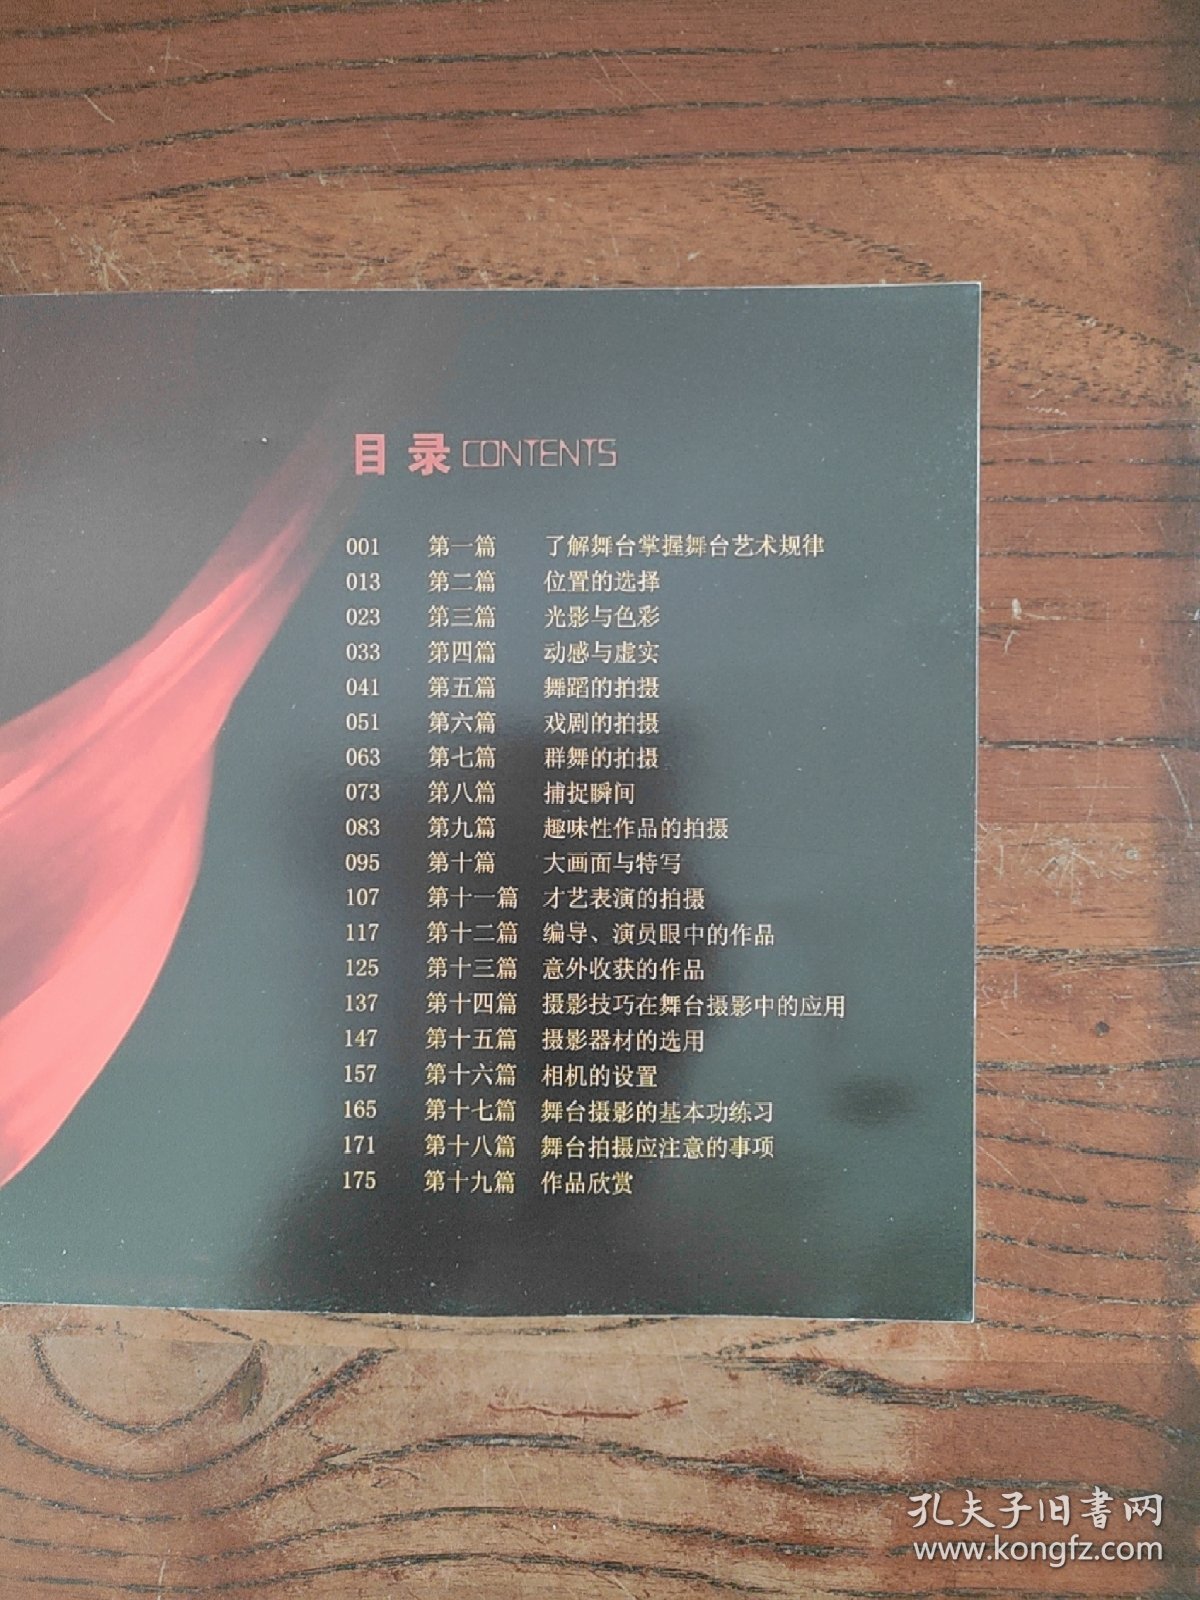 目录 CONTENTS
001 第一篇 了解舞台掌握舞台艺术规律
013 第二篇 位置的选择
023 第三篇 光影与色彩
033 第四篇 动感与虚实
041 第五篇 舞蹈的拍摄
051 第六篇 戏剧的拍摄
063 第七篇 群舞的拍摄
073 第八篇 捕捉瞬间
083 第九篇 趣味性作品的拍摄
095 第十篇 大画面与特写
107 第十一篇 才艺表演的拍摄
117 第十二篇 编导、演员眼中的作品
125 第十三篇 意外收获的作品
137 第十四篇 摄影技巧在舞台摄影中的应用
147 第十五篇 摄影器材的选用
157 第十六篇 相机的设置
165 第十七篇 舞台摄影的基本功练习
171 第十八篇 舞台拍摄应注意的事项
175 第十九篇 作品欣赏
孔夫子旧书网
www.kongfz.com